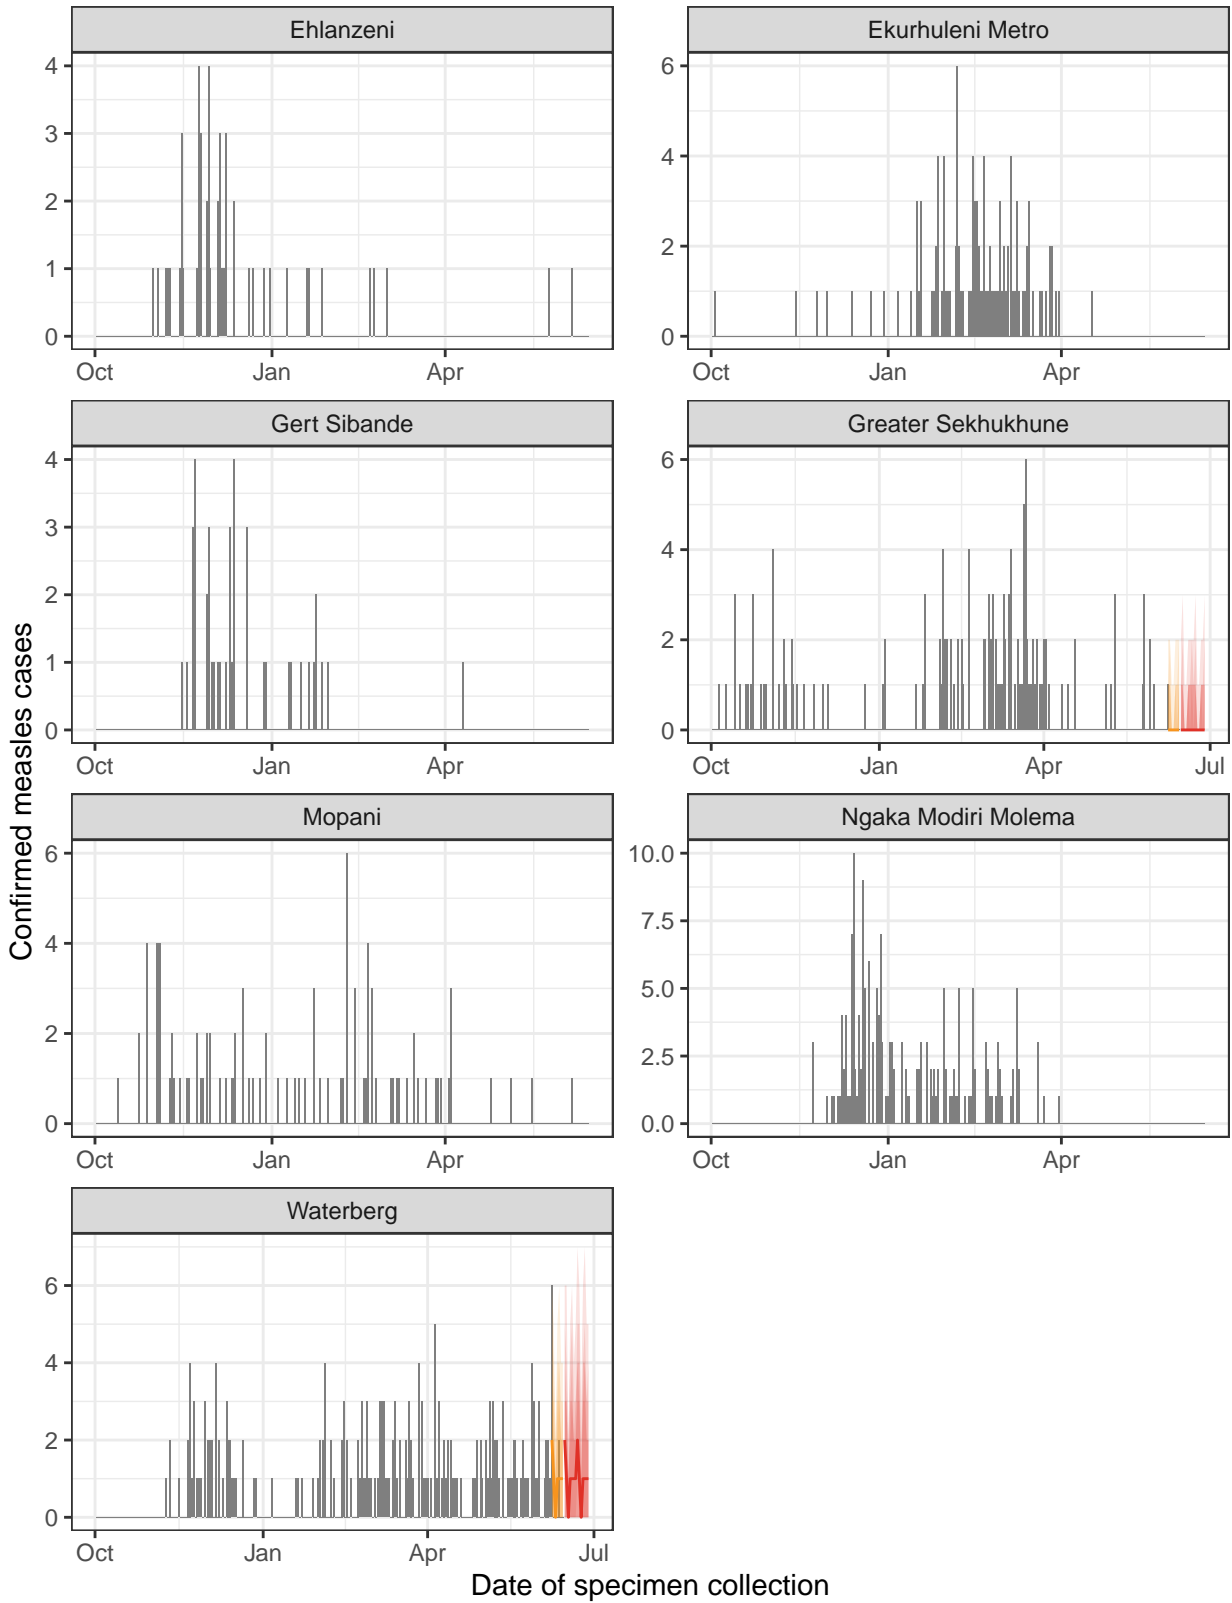 Ehlanzeni
Ekurhuleni Metro
4
3
2
1
0
Oct Jan Apr
6
4
2
0
Oct Jan Apr
Gert Sibande
Greater Sekhukhune
4
3
2
1
0
Oct Jan Apr
6
4
2
0
Oct Jan Apr Jul
Confirmed measles cases
Mopani
Ngaka Modiri Molema
6
4
2
0
Oct Jan Apr
10.0
7.5
5.0
2.5
0.0
Oct Jan Apr
Waterberg
6
4
2
0
Oct Jan Apr Jul
Date of specimen collection